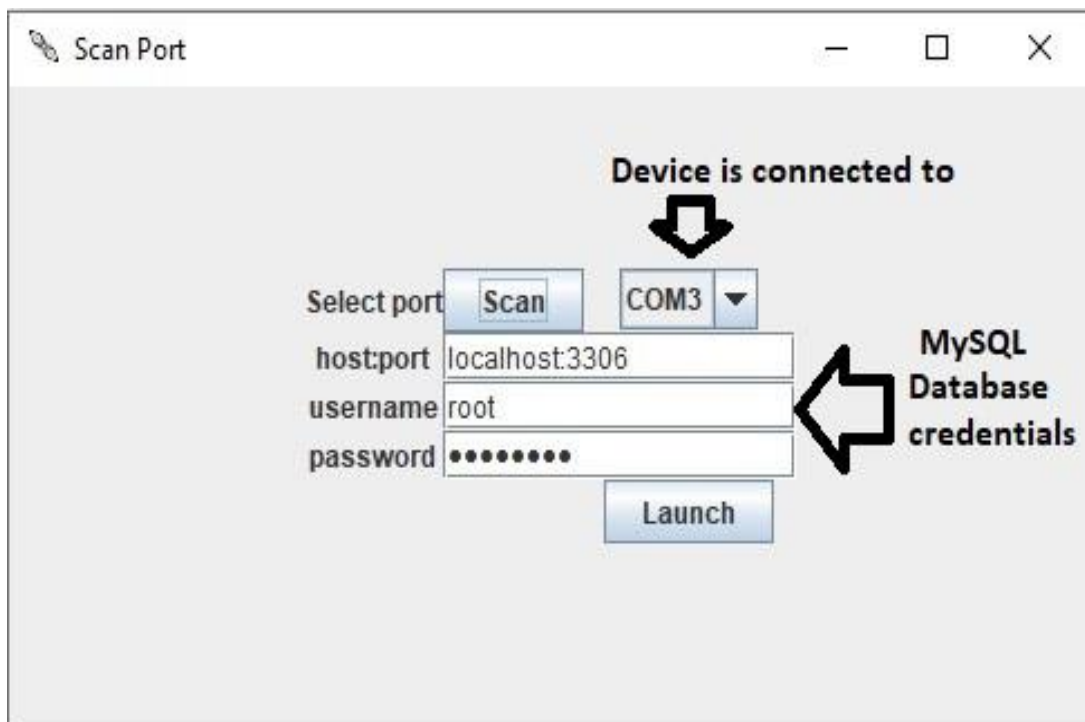 Scan Port
Device is connected to
Select port Scan COM3
host:port localhost:3306
username root
password ••••••••
MySQL
Database
credentials
Launch